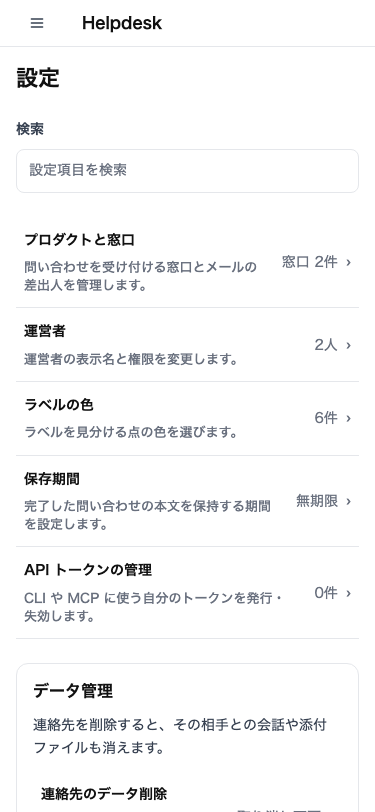 Helpdesk
設定
検索
設定項目を検索
プロダクトと窓口
問い合わせを受け付ける窓口とメールの
差出人を管理します。
窓口 2件 ›
運営者
運営者の表示名と権限を変更します。
2人 ›
ラベルの色
ラベルを見分ける点の色を選びます。
6件 ›
保存期間
完了した問い合わせの本文を保持する期間
を設定します。
無期限 ›
API トークンの管理
CLI や MCP に使う自分のトークンを発行・
失効します。
0件 ›
データ管理
連絡先を削除すると、その相手との会話や添付
ファイルも消えます。
連絡先のデータ削除